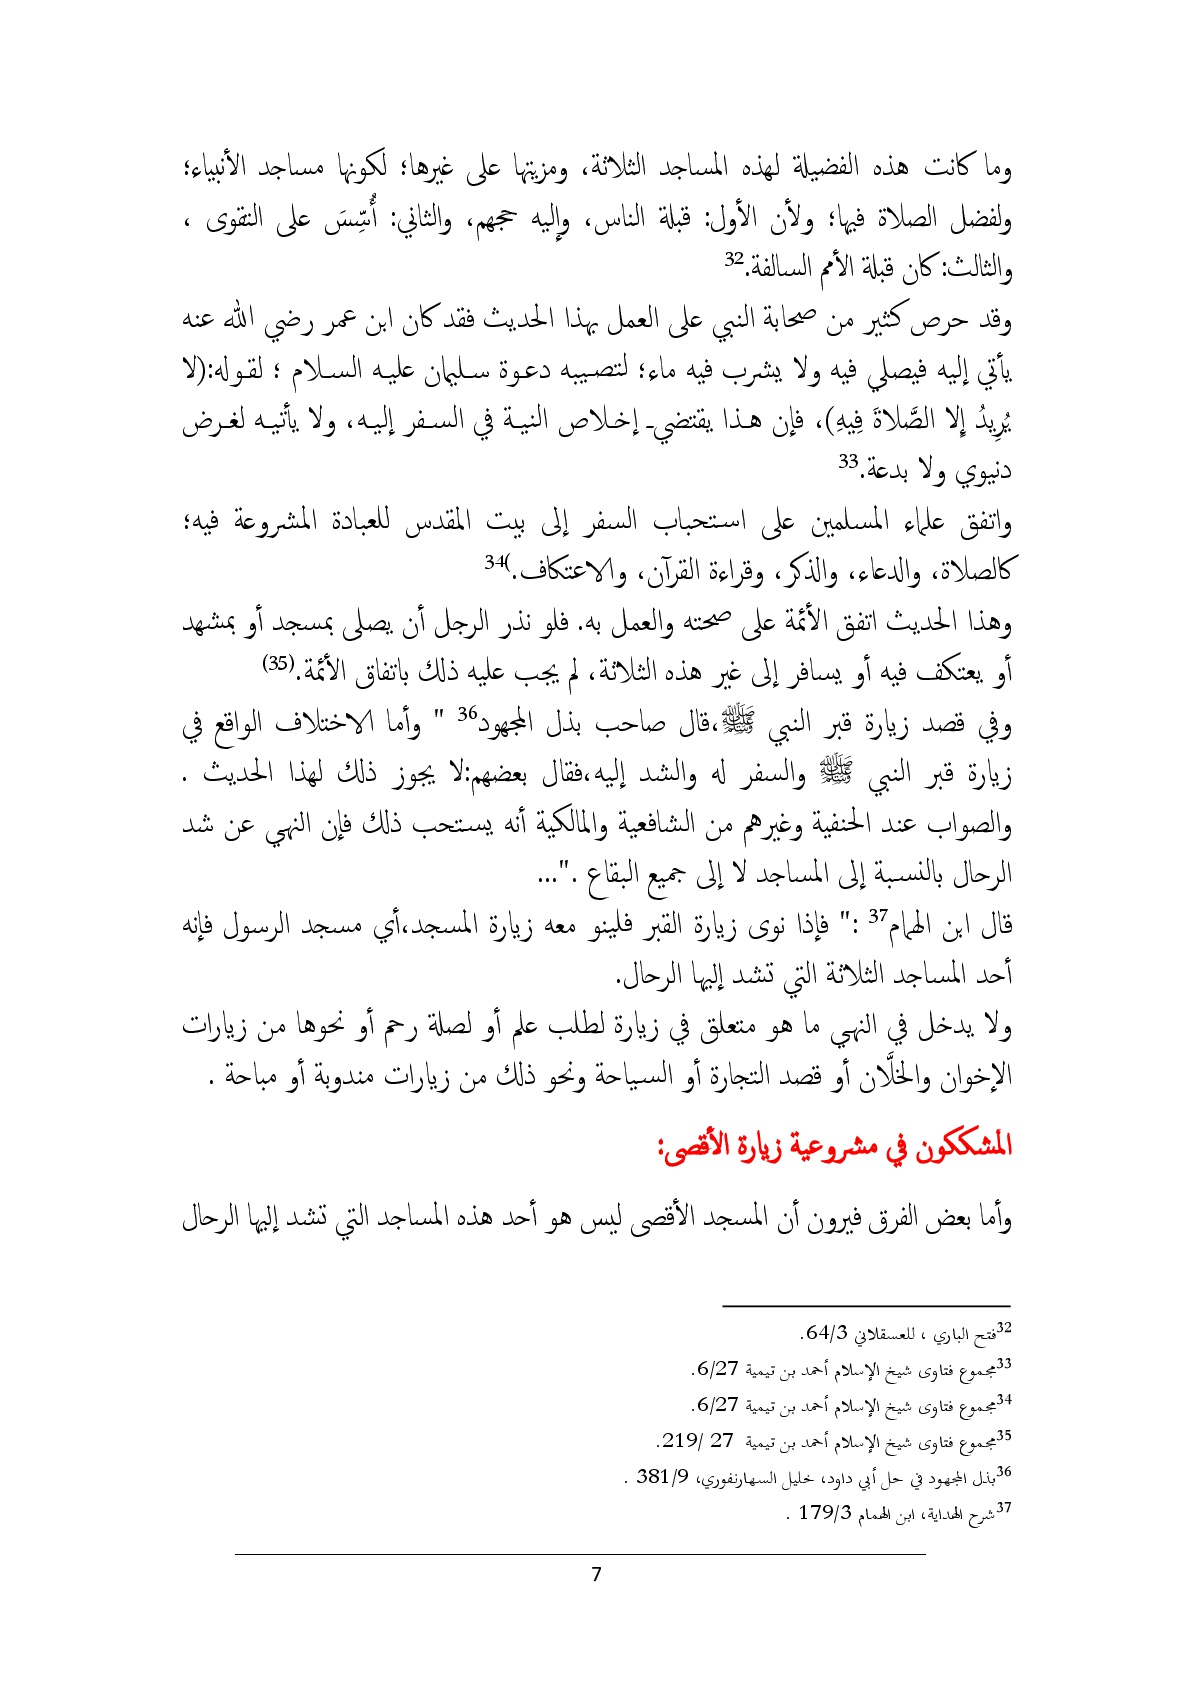 وما كانت هذه الفضيلة لهذه المساجد الثلاثة، ومزيتها على غيرها؛ لكونها مساجد الأنبياء؛
ولفضل الصلاة فيها؛ ولأن الأول: قبلة الناس، وإليه حجهم، والثاني: أُسِّسَ على التقوى ،
والثالث: كان قبلة الأمم السالفة.32
وقد حرص كثير من صحابة النبي على العمل بهذا الحديث فقد كان ابن عمر رضي الله عنه
يأتي إليه فيصلي فيه ولا يشرب فيه ماء؛ لتصيبه دعوة سليمان عليه السلام ؛ لقوله:(لا
يُرِيدُ إِلا الصَّلاةَ فِيهِ)، فإن هذا يقتضي إخلاص النية في السفر إليه، ولا يأتيه لغرض
دنيوي ولا بدعة.33
واتفق علماء المسلمين على استحباب السفر إلى بيت المقدس للعبادة المشروعة فيه؛
كالصلاة، والدعاء، والذكر، وقراءة القرآن، والاعتكاف.)34
وهذا الحديث اتفق الأئمة على صحته والعمل به. فلو نذر الرجل أن يصلى بمسجد أو بمشهد
أو يعتكف فيه أو يسافر إلى غير هذه الثلاثة، لم يجب عليه ذلك باتفاق الأئمة.(35)
وفي قصد زيارة قبر النبي ﷺ،قال صاحب بذل المجهود36 " وأما الاختلاف الواقع في
زيارة قبر النبي ﷺ والسفر له والشد إليه،فقال بعضهم:لا يجوز ذلك لهذا الحديث .
والصواب عند الحنفية وغيرهم من الشافعية والمالكية أنه يستحب ذلك فإن النهي عن شد
الرحال بالنسبة إلى المساجد لا إلى جميع البقاع ."...
قال ابن الهمام37 :" فإذا نوى زيارة القبر فلينو معه زيارة المسجد،أي مسجد الرسول فإنه
أحد المساجد الثلاثة التي تشد إليها الرحال.
ولا يدخل في النهي ما هو متعلق في زيارة لطلب علم أو لصلة رحم أو نحوها من زيارات
الإخوان والخلَّان أو قصد التجارة أو السياحة ونحو ذلك من زيارات مندوبة أو مباحة .
المشككون في مشروعية زيارة الأقصى:
وأما بعض الفرق فيرون أن المسجد الأقصى ليس هو أحد هذه المساجد التي تشد إليها الرحال
32فتح الباري ، للعسقلاني 64/3.
33مجموع فتاوى شيخ الإسلام أحمد بن تيمية 6/27.
34مجموع فتاوى شيخ الإسلام أحمد بن تيمية 6/27.
35مجموع فتاوى شيخ الإسلام أحمد بن تيمية 27 /219.
36بذل المجهود في حل أبي داود، خليل السهارنفوري، 381/9 .
37شرح الهداية، ابن الهمام 179/3 .
7